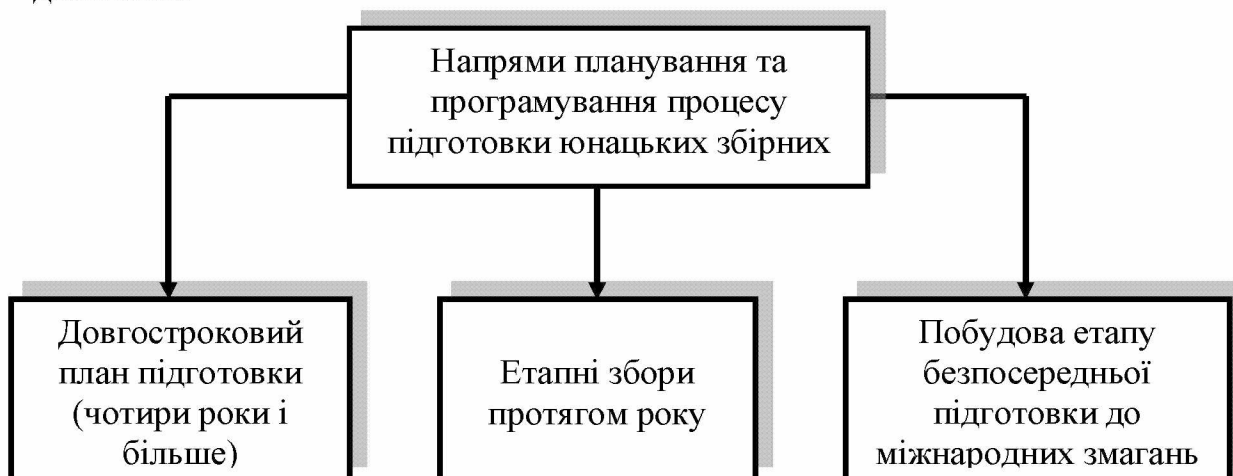 Напрями планування та
програмування процесу
підготовки юнацьких збірних
Довгостроковий
план підготовки
(чотири роки і
більше)
Етапні збори
протягом року
Побудова етапу
безпосередньої
підготовки до
міжнародних змагань